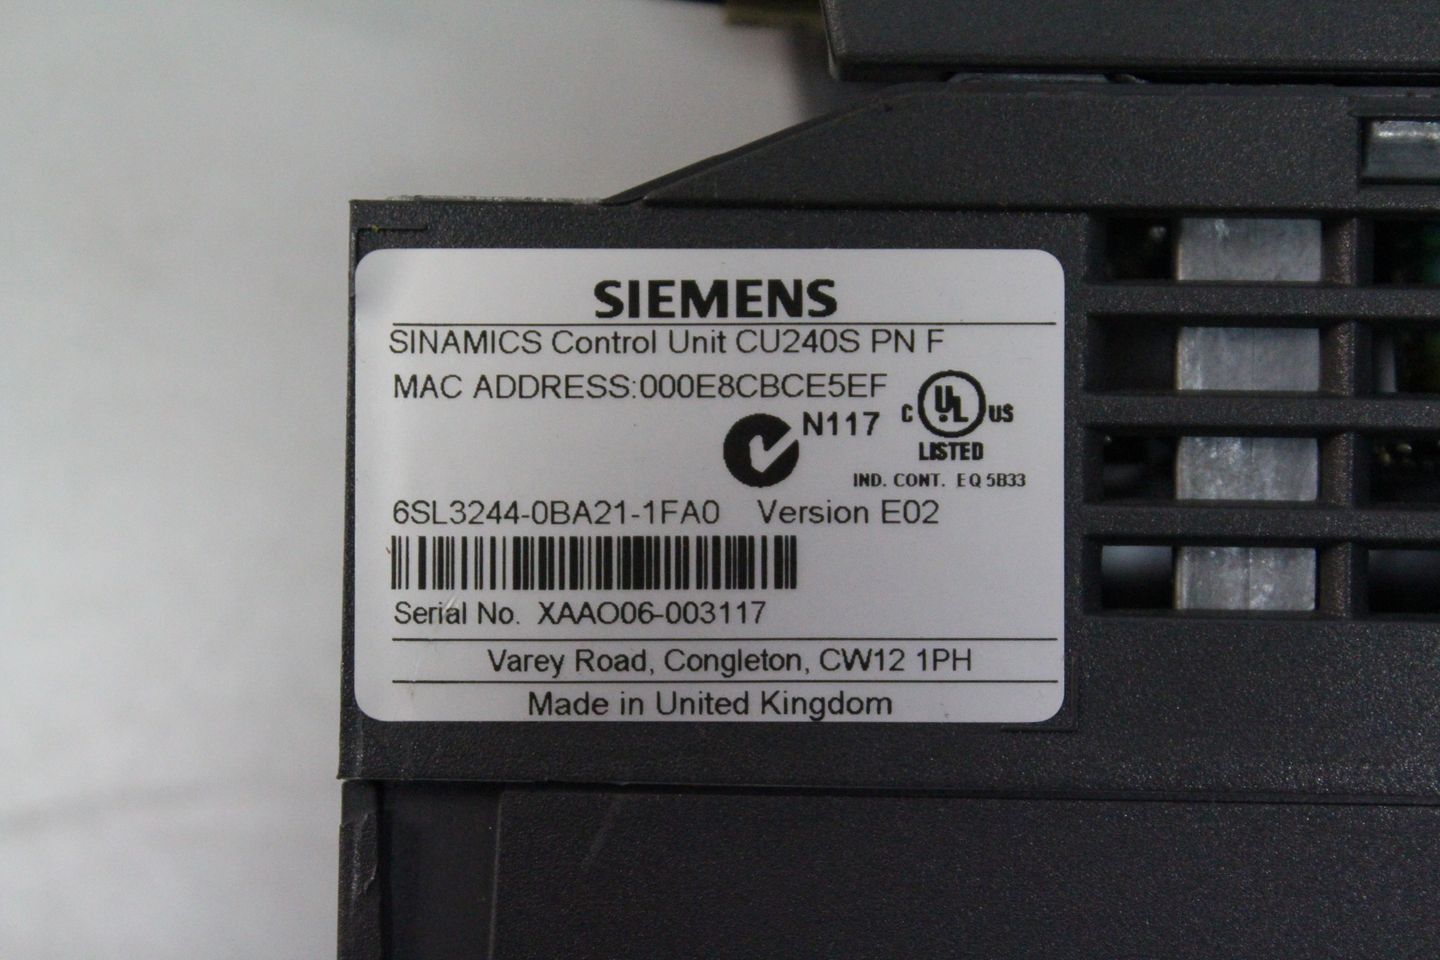 SIEMENS
SINAMICS Control Unit CU240S PN F
MAC ADDRESS:000E8CBCE5EF
N117
C UL US
LISTED
IND. CONT. EQ 5B33
6SL3244-0BA21-1FA0 Version E02
Serial No. XAAO06-003117
Varey Road, Congleton, CW12 1PH
Made in United Kingdom